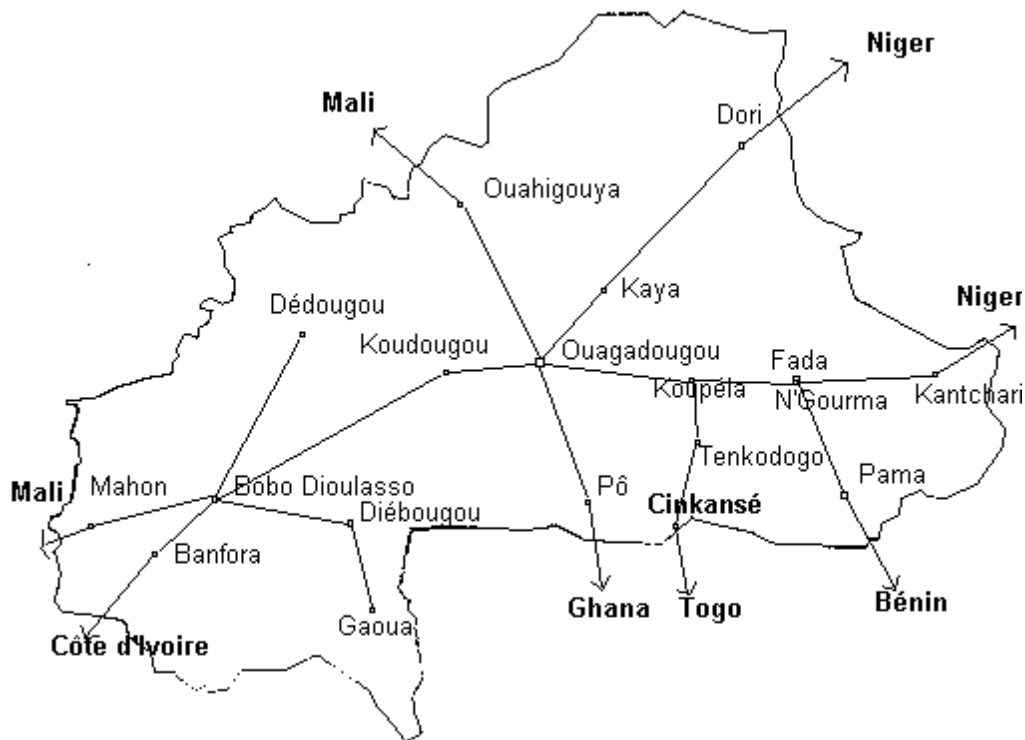 Niger
Mali
Dori
Ouahigouya
Kaya
Niger
Dédougou
Koudougou
Ouagadougou
Fada
Koupéla
N'Gourma
Kantchari
Tenkodogo
Mali
Mahon
Bobo Dioulasso
Pô
Pama
Cinkansé
Diébougou
Banfora
Ghana
Togo
Bénin
Gaoua
Côte d'Ivoire